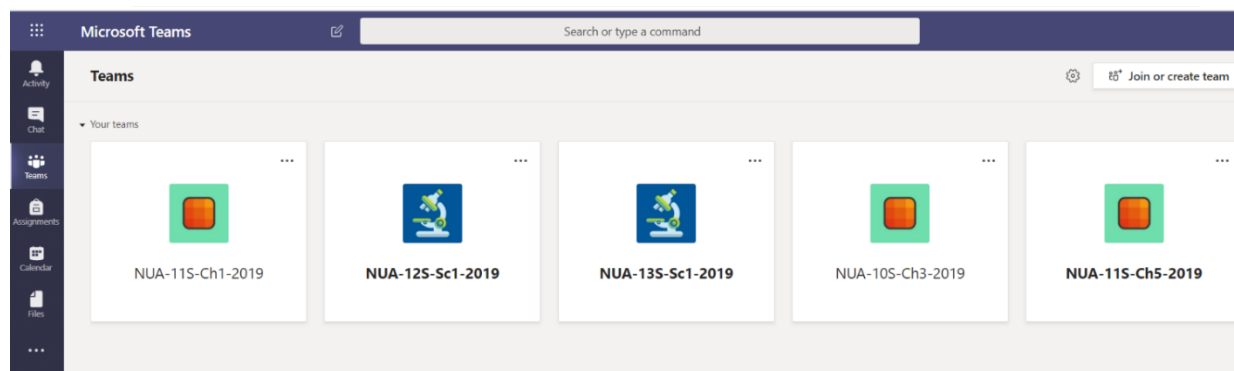 Microsoft Teams
Search or type a command
Activity
Chat
Teams
Assignments
Calendar
Files
Teams
Join or create team
Your teams
NUA-11S-Ch1-2019
NUA-12S-Sc1-2019
NUA-13S-Sc1-2019
NUA-10S-Ch3-2019
NUA-11S-Ch5-2019